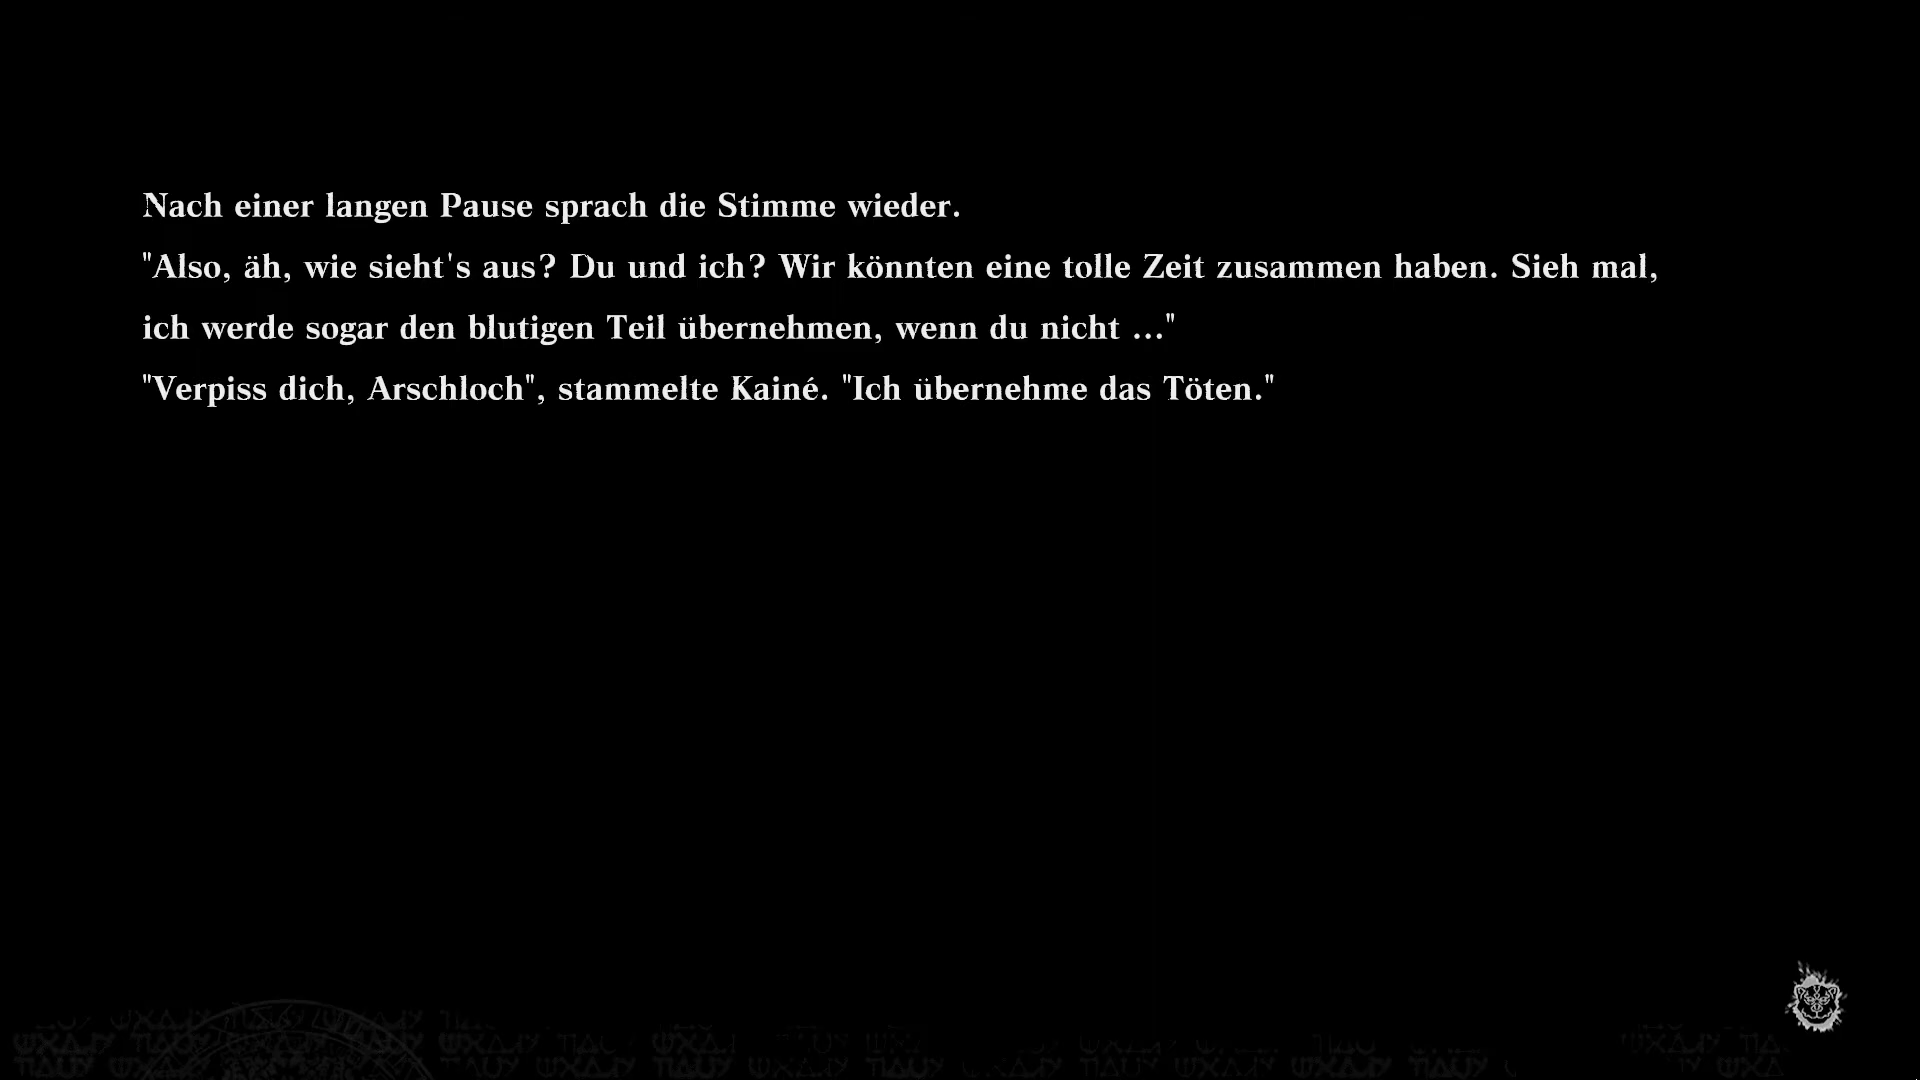 Nach einer langen Pause sprach die Stimme wieder.
"Also, äh, wie sieht's aus? Du und ich? Wir könnten eine tolle Zeit zusammen haben. Sieh mal,
ich werde sogar den blutigen Teil übernehmen, wenn du nicht ..."
"Verpiss dich, Arschloch", stammelte Kainé. "Ich übernehme das Töten."